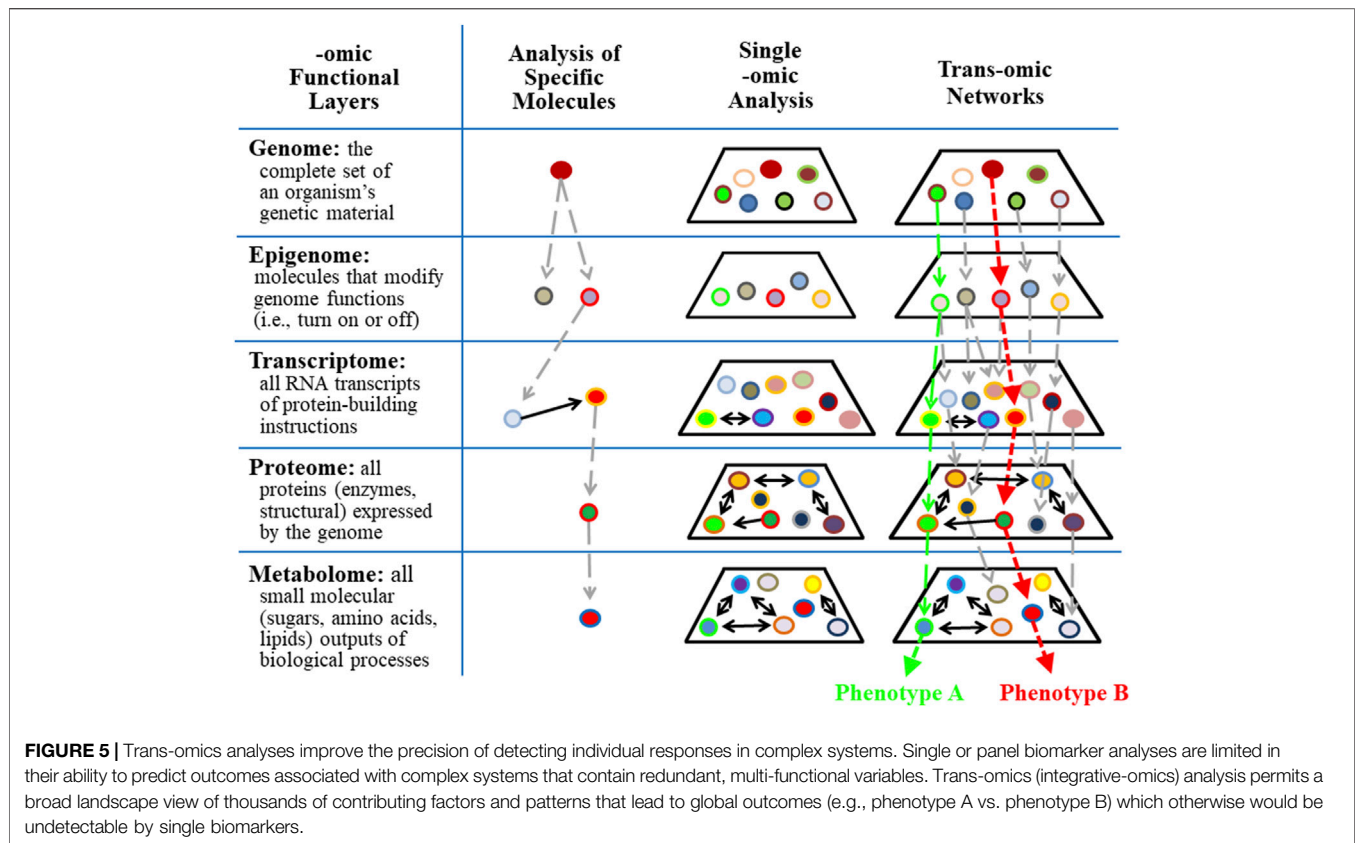 -omic
Functional
Layers
Analysis of
Specific
Molecules
Single
-omic
Analysis
Trans-omic
Networks
Genome: the
complete set of
an organism's
genetic material
Epigenome:
molecules that modify
genome functions
(i.e., turn on or off)
Transcriptome:
all RNA transcripts
of protein-building
instructions
Proteome: all
proteins (enzymes,
structural) expressed
by the genome
Metabolome: all
small molecular
(sugars, amino acids,
lipids) outputs of
biological processes
Phenotype A
Phenotype B
FIGURE 5 | Trans-omics analyses improve the precision of detecting individual responses in complex systems. Single or panel biomarker analyses are limited in
their ability to predict outcomes associated with complex systems that contain redundant, multi-functional variables. Trans-omics (integrative-omics) analysis permits a
broad landscape view of thousands of contributing factors and patterns that lead to global outcomes (e.g., phenotype A vs. phenotype B) which otherwise would be
undetectable by single biomarkers.